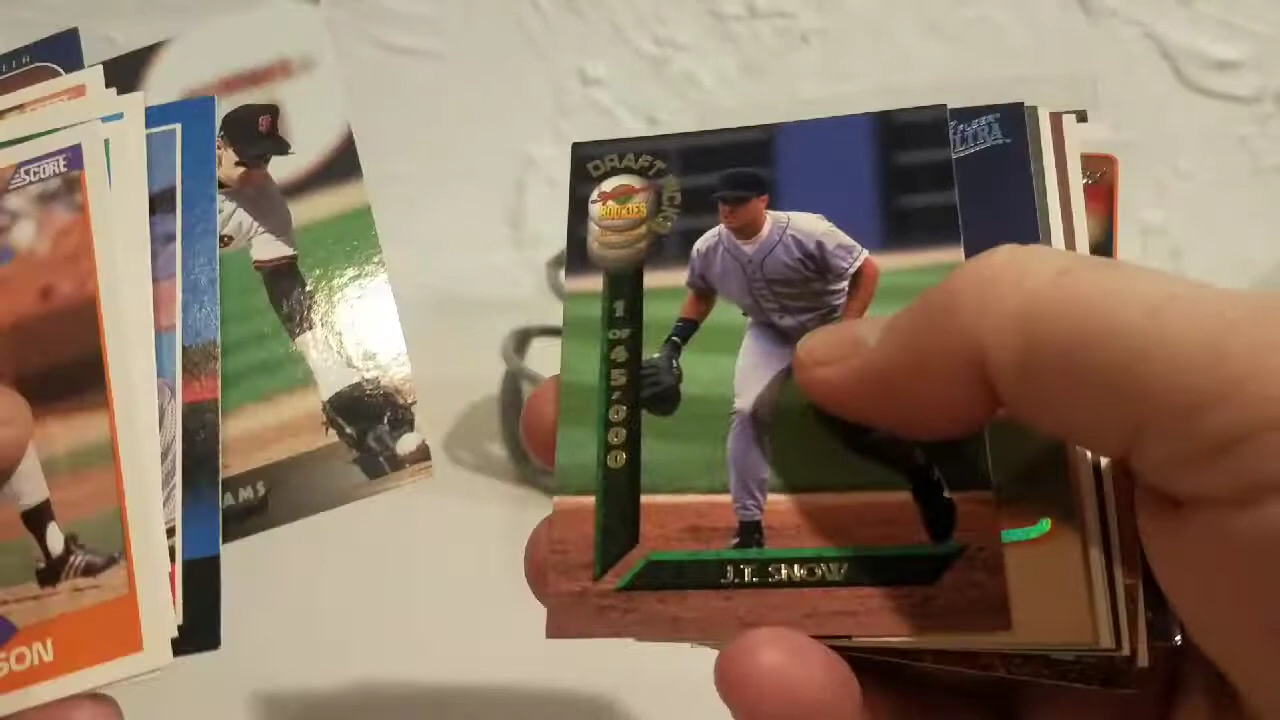 SCORE
SON
AMS
DRAFT PICKS
ROOKIES
1
OF
45,000
J.T. SNOW
FLEER
ULTRA